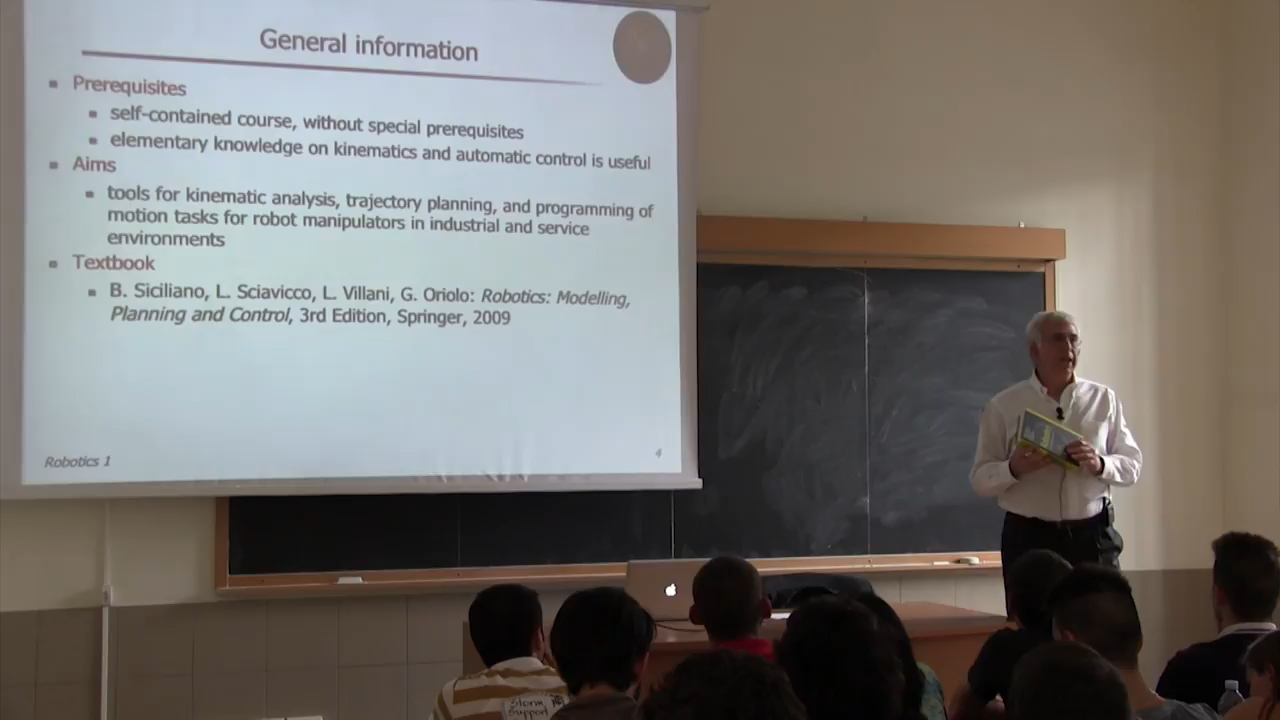 General information
Prerequisites
self-contained course, without special prerequisites
elementary knowledge on kinematics and automatic control is useful
Aims
tools for kinematic analysis, trajectory planning, and programming of
motion tasks for robot manipulators in industrial and service
environments
Textbook
B. Siciliano, L. Sciavicco, L. Villani, G. Oriolo: Robotics: Modelling,
Planning and Control, 3rd Edition, Springer, 2009
Robotics 1
4
Storm
Support